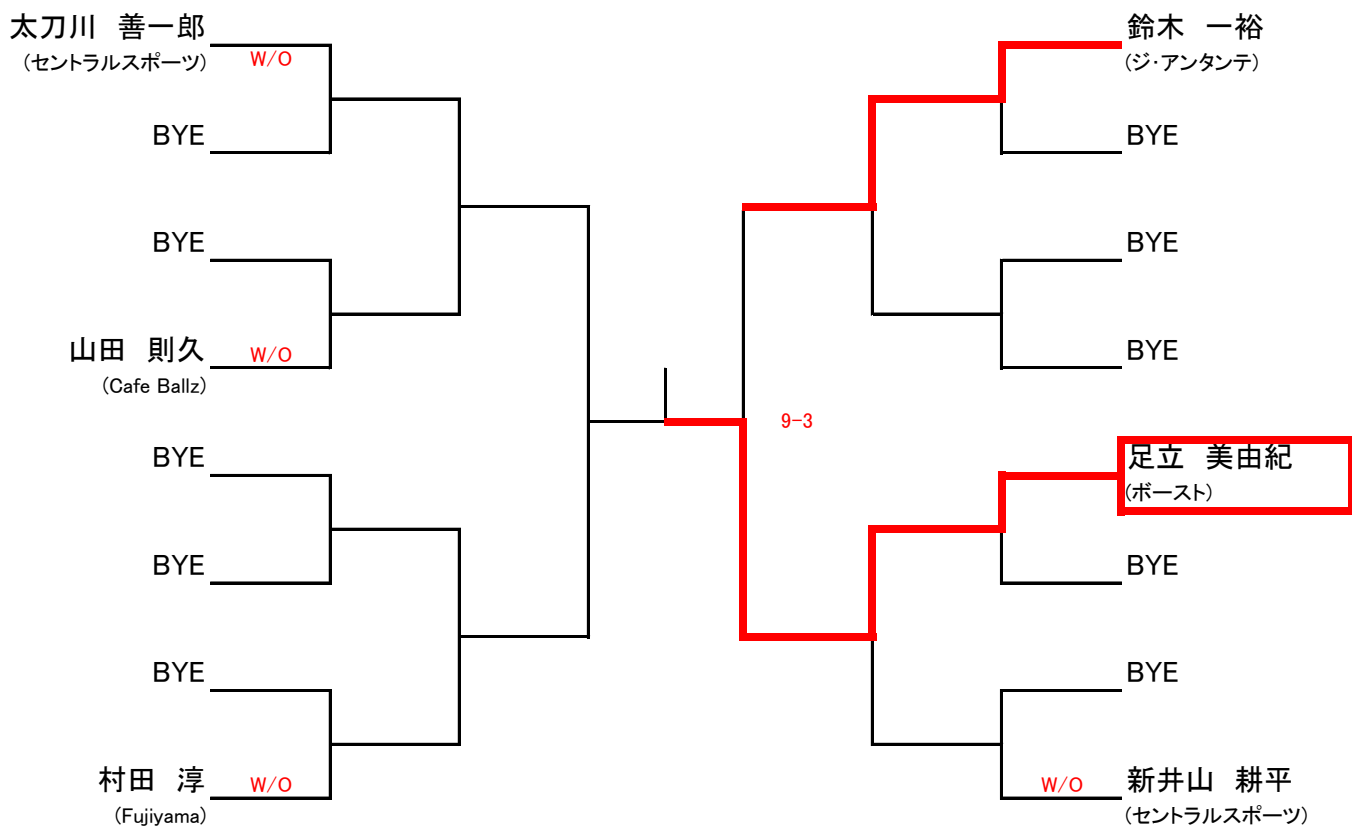 太刀川　善一郎
(セントラルスポーツ)
W/O
BYE
BYE
山田　則久
(Cafe Ballz)
W/O
BYE
BYE
BYE
村田　淳
(Fujiyama)
W/O
9-3
鈴木　一裕
(ジ・アンタンテ)
BYE
BYE
BYE
足立　美由紀
(ボースト)
BYE
BYE
W/O
新井山　耕平
(セントラルスポーツ)